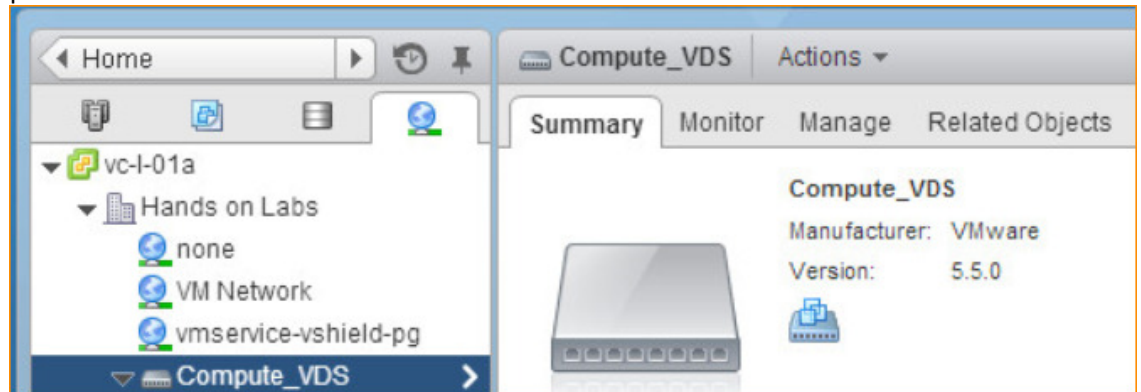 Home
vc-l-01a
Hands on Labs
none
VM Network
vmservice-vshield-pg
Compute_VDS
Compute_VDS Actions
Summary Monitor Manage Related Objects
Compute_VDS
Manufacturer: VMware
Version: 5.5.0